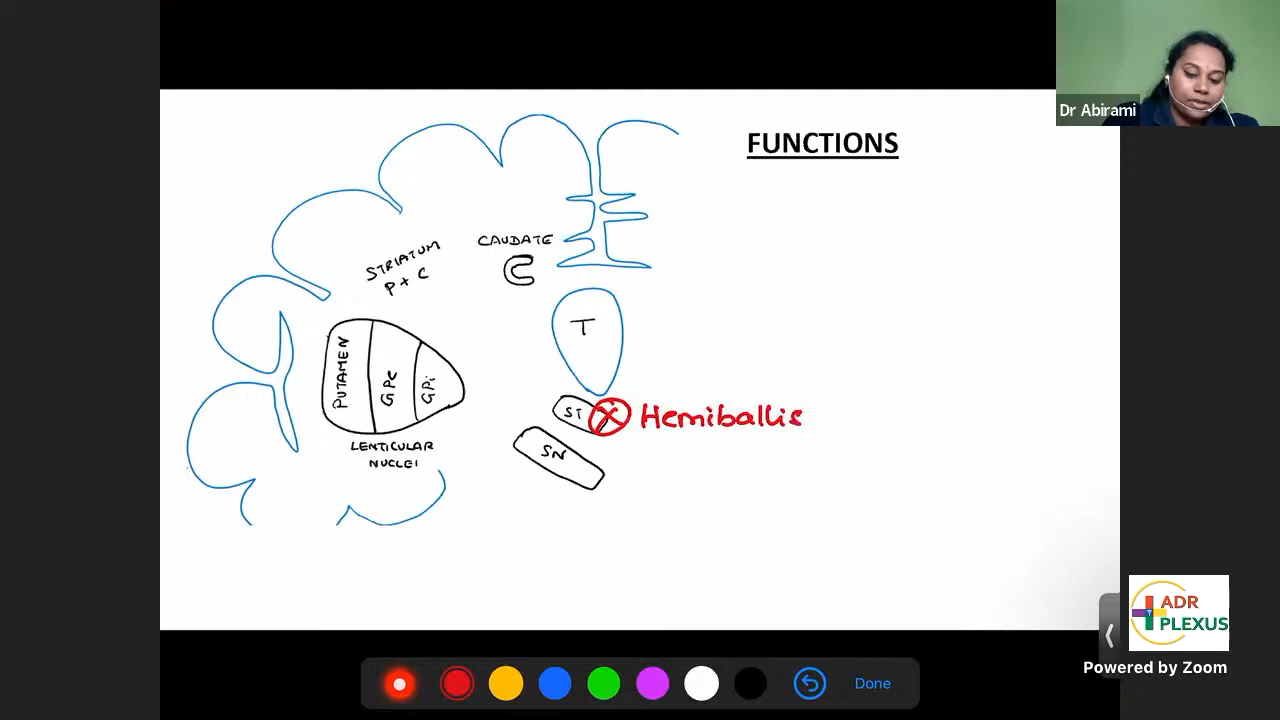 Dr Abirami
FUNCTIONS
STRIATUM
P + C
CAUDATE
T
PUTAMEN
GPe
GPi
ST
Hemiballis
LENTICULAR
NUCLEI
SN
ADR
PLEXUS
Powered by Zoom
Done